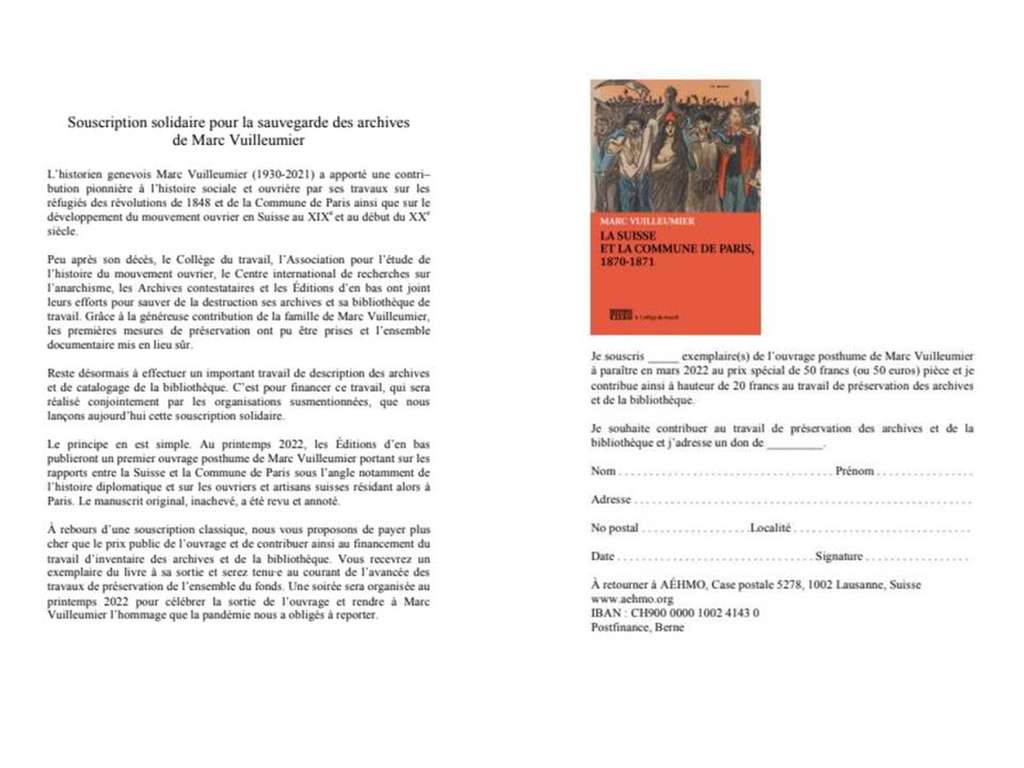 Souscription solidaire pour la sauvegarde des archives
de Marc Vuilleumier
L’historien genevois Marc Vuilleumier (1930-2021) a apporté une contri–
bution pionnière à l’histoire sociale et ouvrière par ses travaux sur les
réfugiés des révolutions de 1848 et de la Commune de Paris ainsi que sur le
développement du mouvement ouvrier en Suisse au XIXe et au début du XXe
siècle.
Peu après son décès, le Collège du travail, l’Association pour l’étude de
l’histoire du mouvement ouvrier, le Centre international de recherches sur
l’anarchisme, les Archives contestataires et les Éditions d’en bas ont joint
leurs efforts pour sauver de la destruction ses archives et sa bibliothèque de
travail. Grâce à la généreuse contribution de la famille de Marc Vuilleumier,
les premières mesures de préservation ont pu être prises et l’ensemble
documentaire mis en lieu sûr.
Reste désormais à effectuer un important travail de description des archives
et de catalogage de la bibliothèque. C’est pour financer ce travail, qui sera
réalisé conjointement par les organisations susmentionnées, que nous
lançons aujourd’hui cette souscription solidaire.
Le principe en est simple. Au printemps 2022, les Éditions d’en bas
publieront un premier ouvrage posthume de Marc Vuilleumier portant sur les
rapports entre la Suisse et la Commune de Paris sous l’angle notamment de
l’histoire diplomatique et sur les ouvriers et artisans suisses résidant alors à
Paris. Le manuscrit original, inachevé, a été revu et annoté.
À rebours d’une souscription classique, nous vous proposons de payer plus
cher que le prix public de l’ouvrage et de contribuer ainsi au financement du
travail d’inventaire des archives et de la bibliothèque. Vous recevrez un
exemplaire du livre à sa sortie et serez tenu·e au courant de l’avancée des
travaux de préservation de l’ensemble du fonds. Une soirée sera organisée au
printemps 2022 pour célébrer la sortie de l’ouvrage et rendre à Marc
Vuilleumier l’hommage que la pandémie nous a obligés à reporter.
MARC VUILLEUMIER
LA SUISSE
ET LA COMMUNE DE PARIS,
1870-1871
Collège du travail
Je souscris _____ exemplaire(s) de l’ouvrage posthume de Marc Vuilleumier
à paraître en mars 2022 au prix spécial de 50 francs (ou 50 euros) pièce et je
contribue ainsi à hauteur de 20 francs au travail de préservation des archives
et de la bibliothèque.
Je souhaite contribuer au travail de préservation des archives et de la
bibliothèque et j’adresse un don de _________.
Nom . . . . . . . . . . . . . . . . . . . . . . . . . . . . . . . . . . . . Prénom . . . . . . . . . . . . . . . .
Adresse . . . . . . . . . . . . . . . . . . . . . . . . . . . . . . . . . . . . . . . . . . . . . . . . . . . . . . . .
No postal . . . . . . . . . . . . . . . . . . Localité . . . . . . . . . . . . . . . . . . . . . . . . . . . . . .
Date . . . . . . . . . . . . . . . . . . . . . . . . . . . . . . . . . Signature . . . . . . . . . . . . . . . . .
À retourner à AÉHMO, Case postale 5278, 1002 Lausanne, Suisse
www.aehmo.org
IBAN : CH900 0000 1002 4143 0
Postfinance, Berne